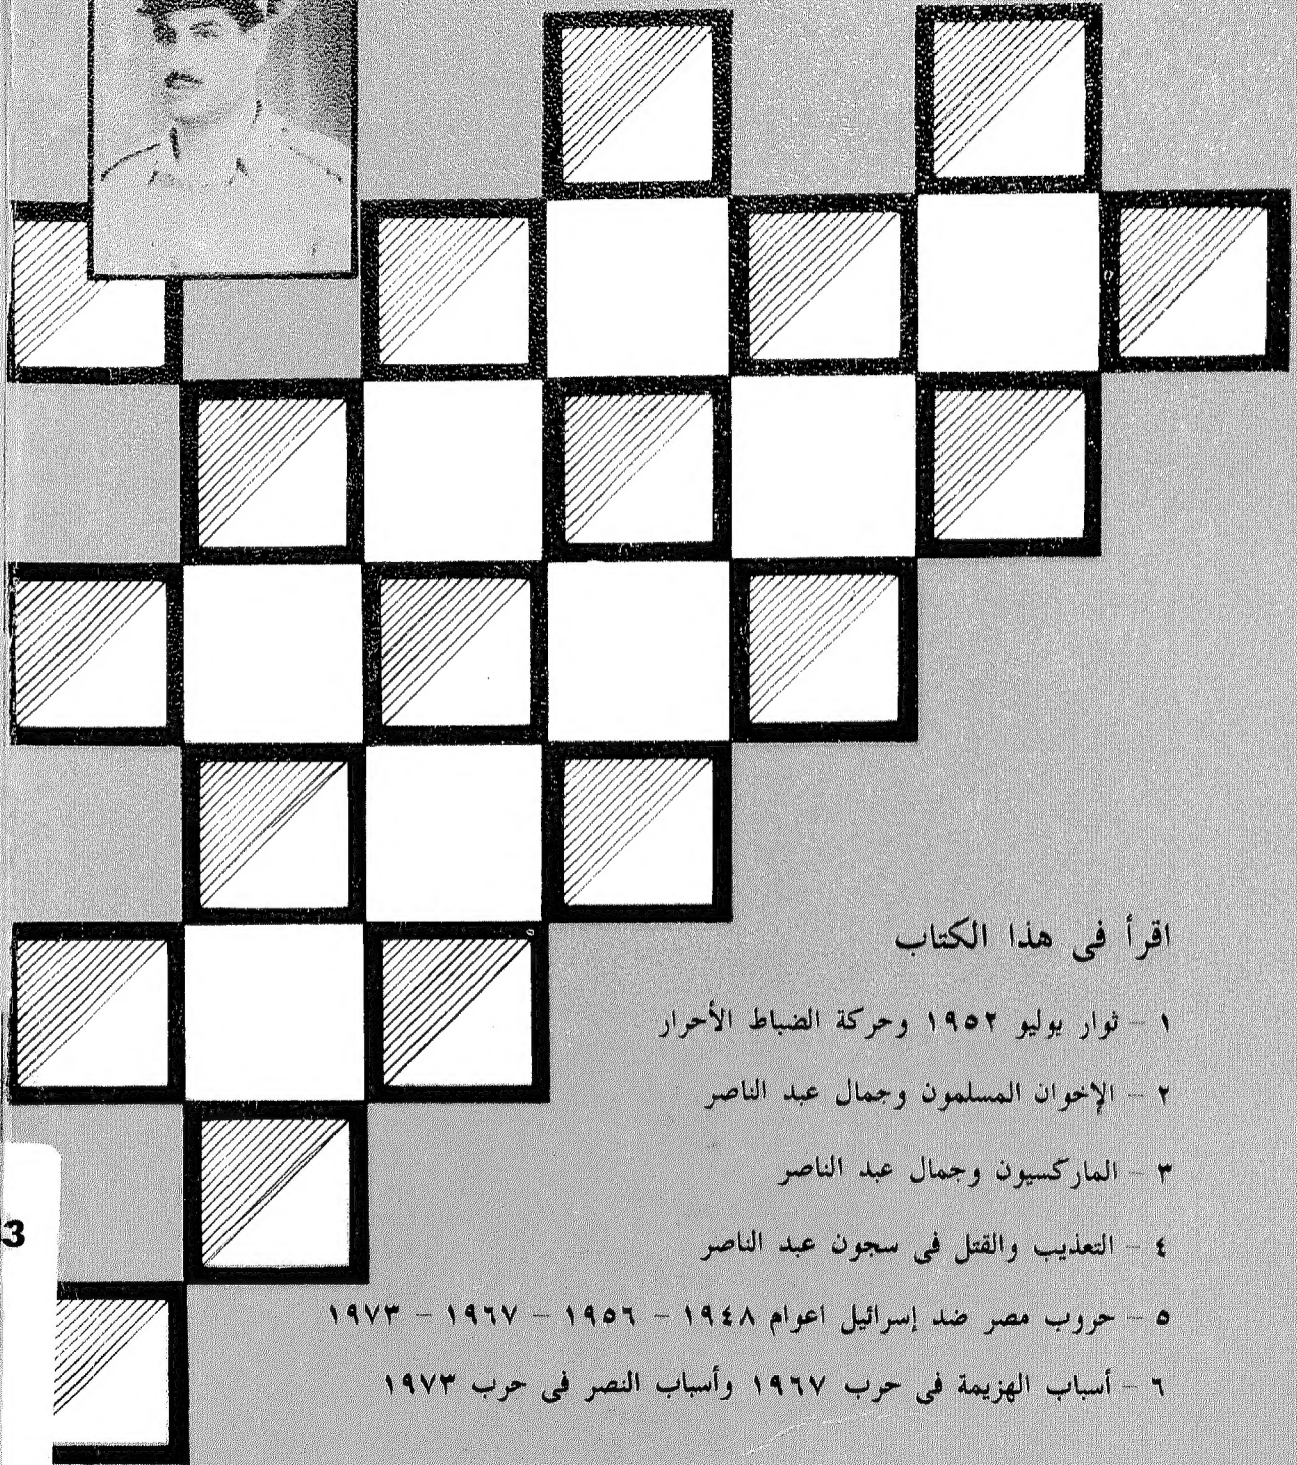 اقرأ فى هذا الكتاب
١ - ثوار يوليو ١٩٥٢ وحركة الضباط الأحرار
٢ - الإخوان المسلمون وجمال عبد الناصر
٣ - الماركسيون وجمال عبد الناصر
٤ - التعذيب والقتل فى سجون عبد الناصر
3
٥ - حروب مصر ضد إسرائيل اعوام ١٩٤٨ - ١٩٥٦ - ١٩٦٧ - ١٩٧٣
٦ - أسباب الهزيمة فى حرب ١٩٦٧ وأسباب النصر فى حرب ١٩٧٣